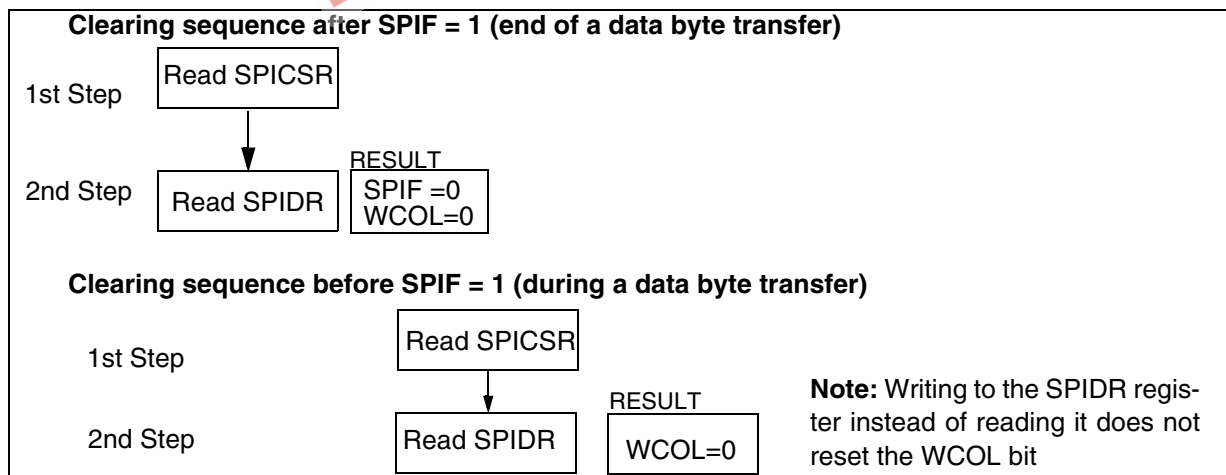 Clearing sequence after SPIF = 1 (end of a data byte transfer)
1st Step
Read SPICSR
2nd Step
Read SPIDR
RESULT
SPIF =0
WCOL=0
Clearing sequence before SPIF = 1 (during a data byte transfer)
1st Step
Read SPICSR
2nd Step
Read SPIDR
RESULT
WCOL=0
Note: Writing to the SPIDR regis-
ter instead of reading it does not
reset the WCOL bit